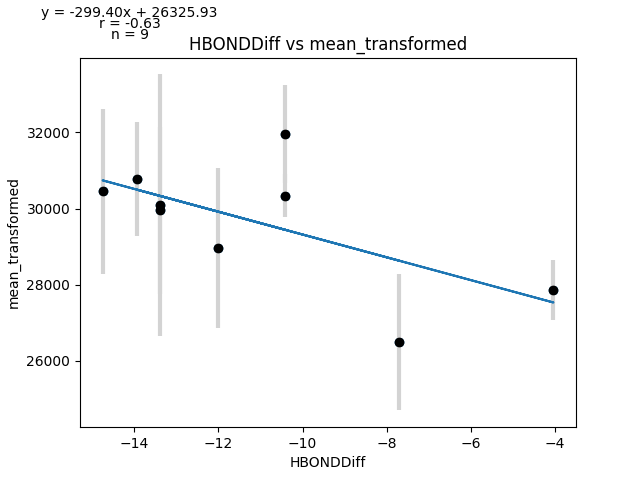 y = -299.40x + 26325.93
r = -0.63
n = 9
HBONDDiff vs mean_transformed
32000
30000
28000
26000
mean_transformed
−14
−12
−10
−8
−6
−4
HBONDDiff